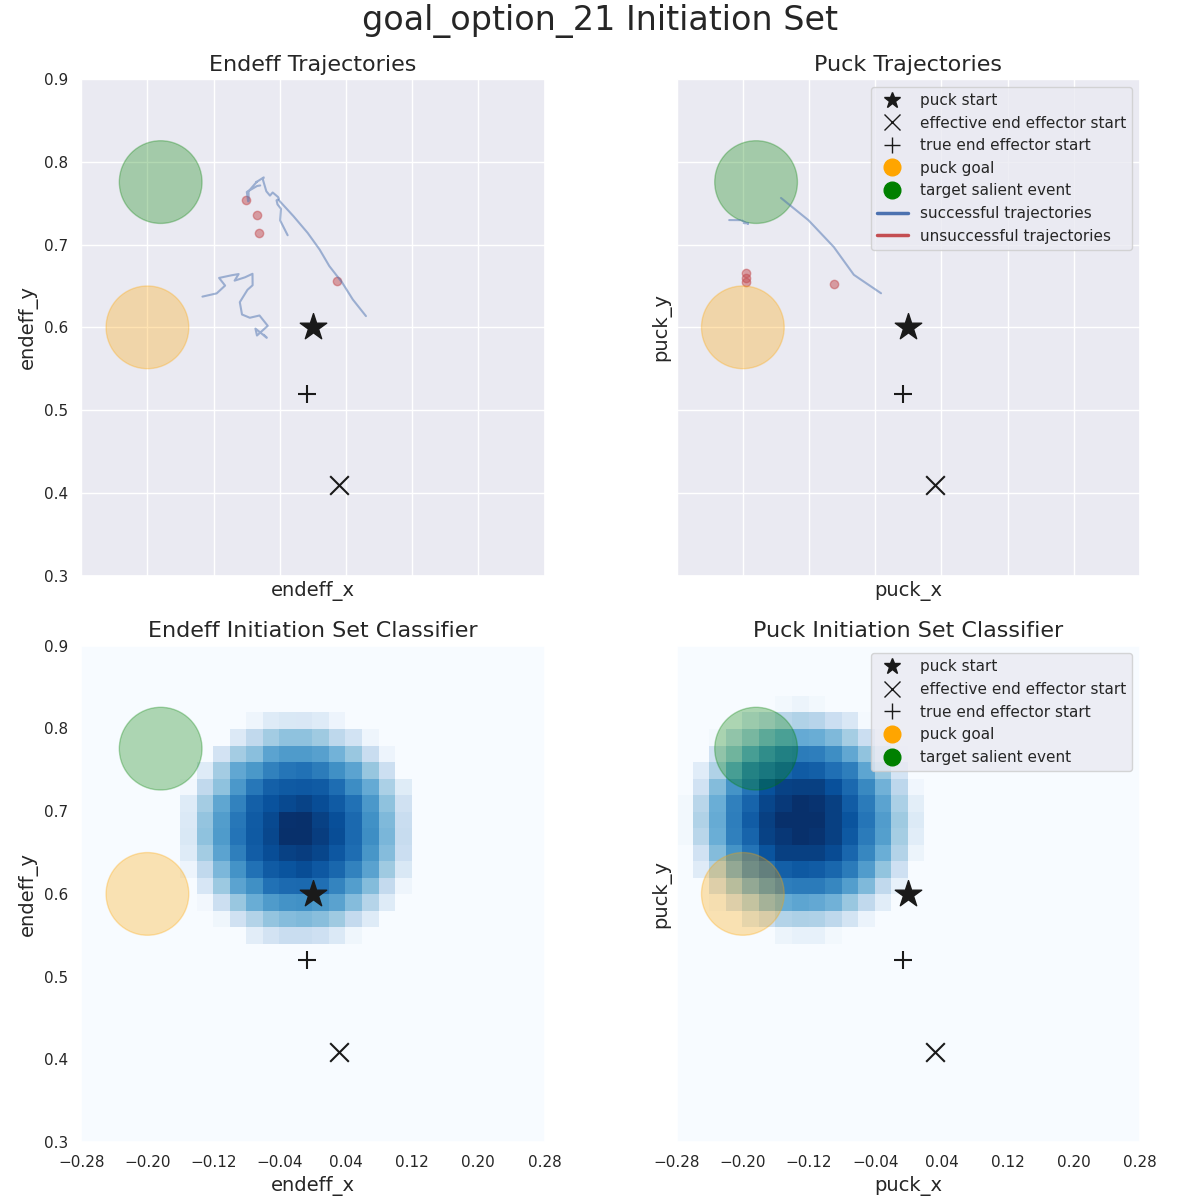 goal_option_21 Initiation Set
Endeff Trajectories
0.9
0.8
0.7
0.6
0.5
0.4
0.3
endeff_y
endeff_x
Puck Trajectories
puck start
effective end effector start
true end effector start
puck goal
target salient event
successful trajectories
unsuccessful trajectories
puck_y
puck_x
Endeff Initiation Set Classifier
0.9
0.8
0.7
0.6
0.5
0.4
0.3
endeff_y
−0.28 −0.20 −0.12 −0.04 0.04 0.12 0.20 0.28
endeff_x
Puck Initiation Set Classifier
puck start
effective end effector start
true end effector start
puck goal
target salient event
puck_y
−0.28 −0.20 −0.12 −0.04 0.04 0.12 0.20 0.28
puck_x